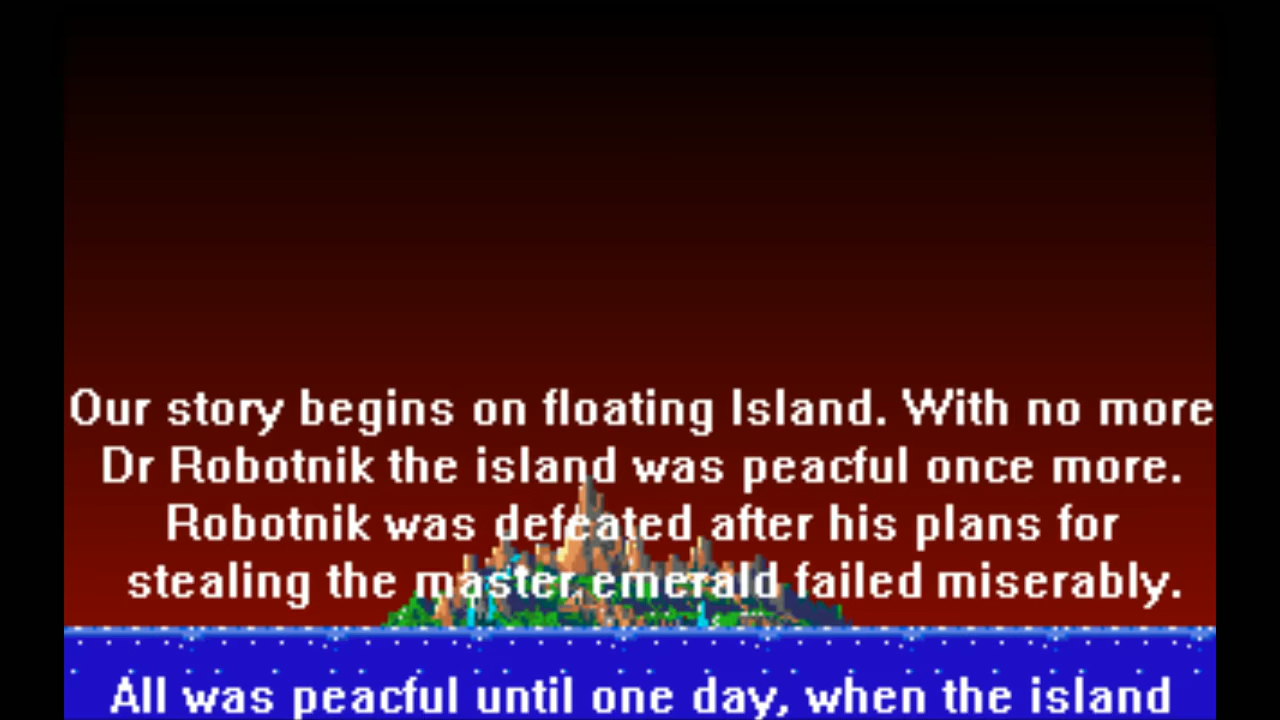 Our story begins on floating Island. With no more
Dr Robotnik the island was peacful once more.
Robotnik was defeated after his plans for
stealing the master emerald failed miserably.
All was peacful until one day, when the island